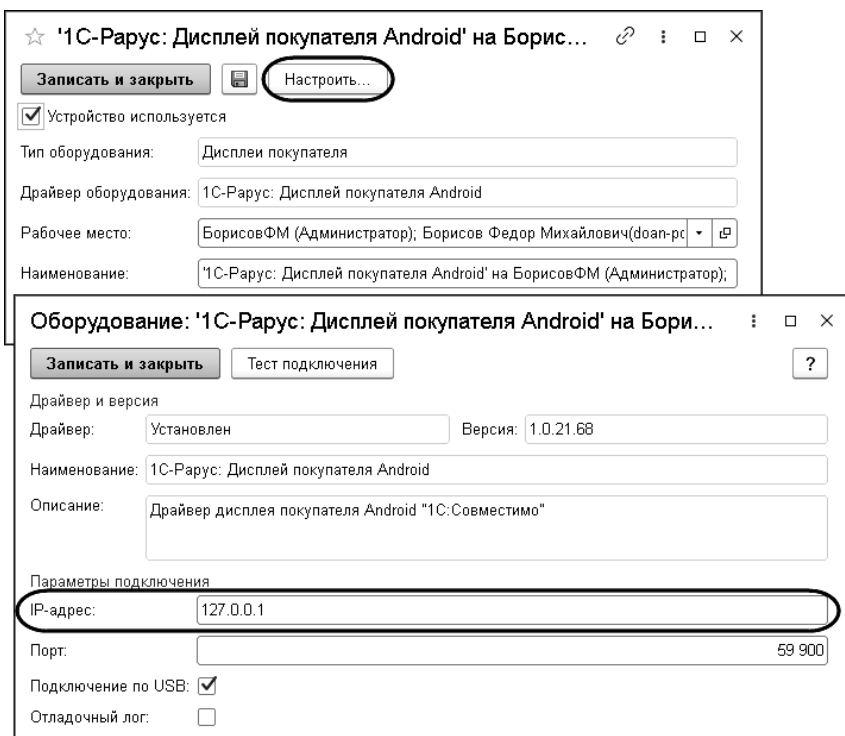 '1С-Рарус: Дисплей покупателя Android' на Борис...
Записать и закрыть Настроить...
Устройство используется
Тип оборудования: Дисплеи покупателя
Драйвер оборудования: 1С-Рарус: Дисплей покупателя Android
Рабочее место: БорисовФМ (Администратор); Борисов Федор Михайлович(doan-pc
Наименование: '1С-Рарус: Дисплей покупателя Android' на БорисовФМ (Администратор);
Оборудование: '1С-Рарус: Дисплей покупателя Android' на Бори...
Записать и закрыть Тест подключения ?
Драйвер и версия
Драйвер: Установлен Версия: 1.0.21.68
Наименование: 1С-Рарус: Дисплей покупателя Android
Описание: Драйвер дисплея покупателя Android "1С:Совместимо"
Параметры подключения
IP-адрес: 127.0.0.1
Порт: 59 900
Подключение по USB:
Отладочный лог: